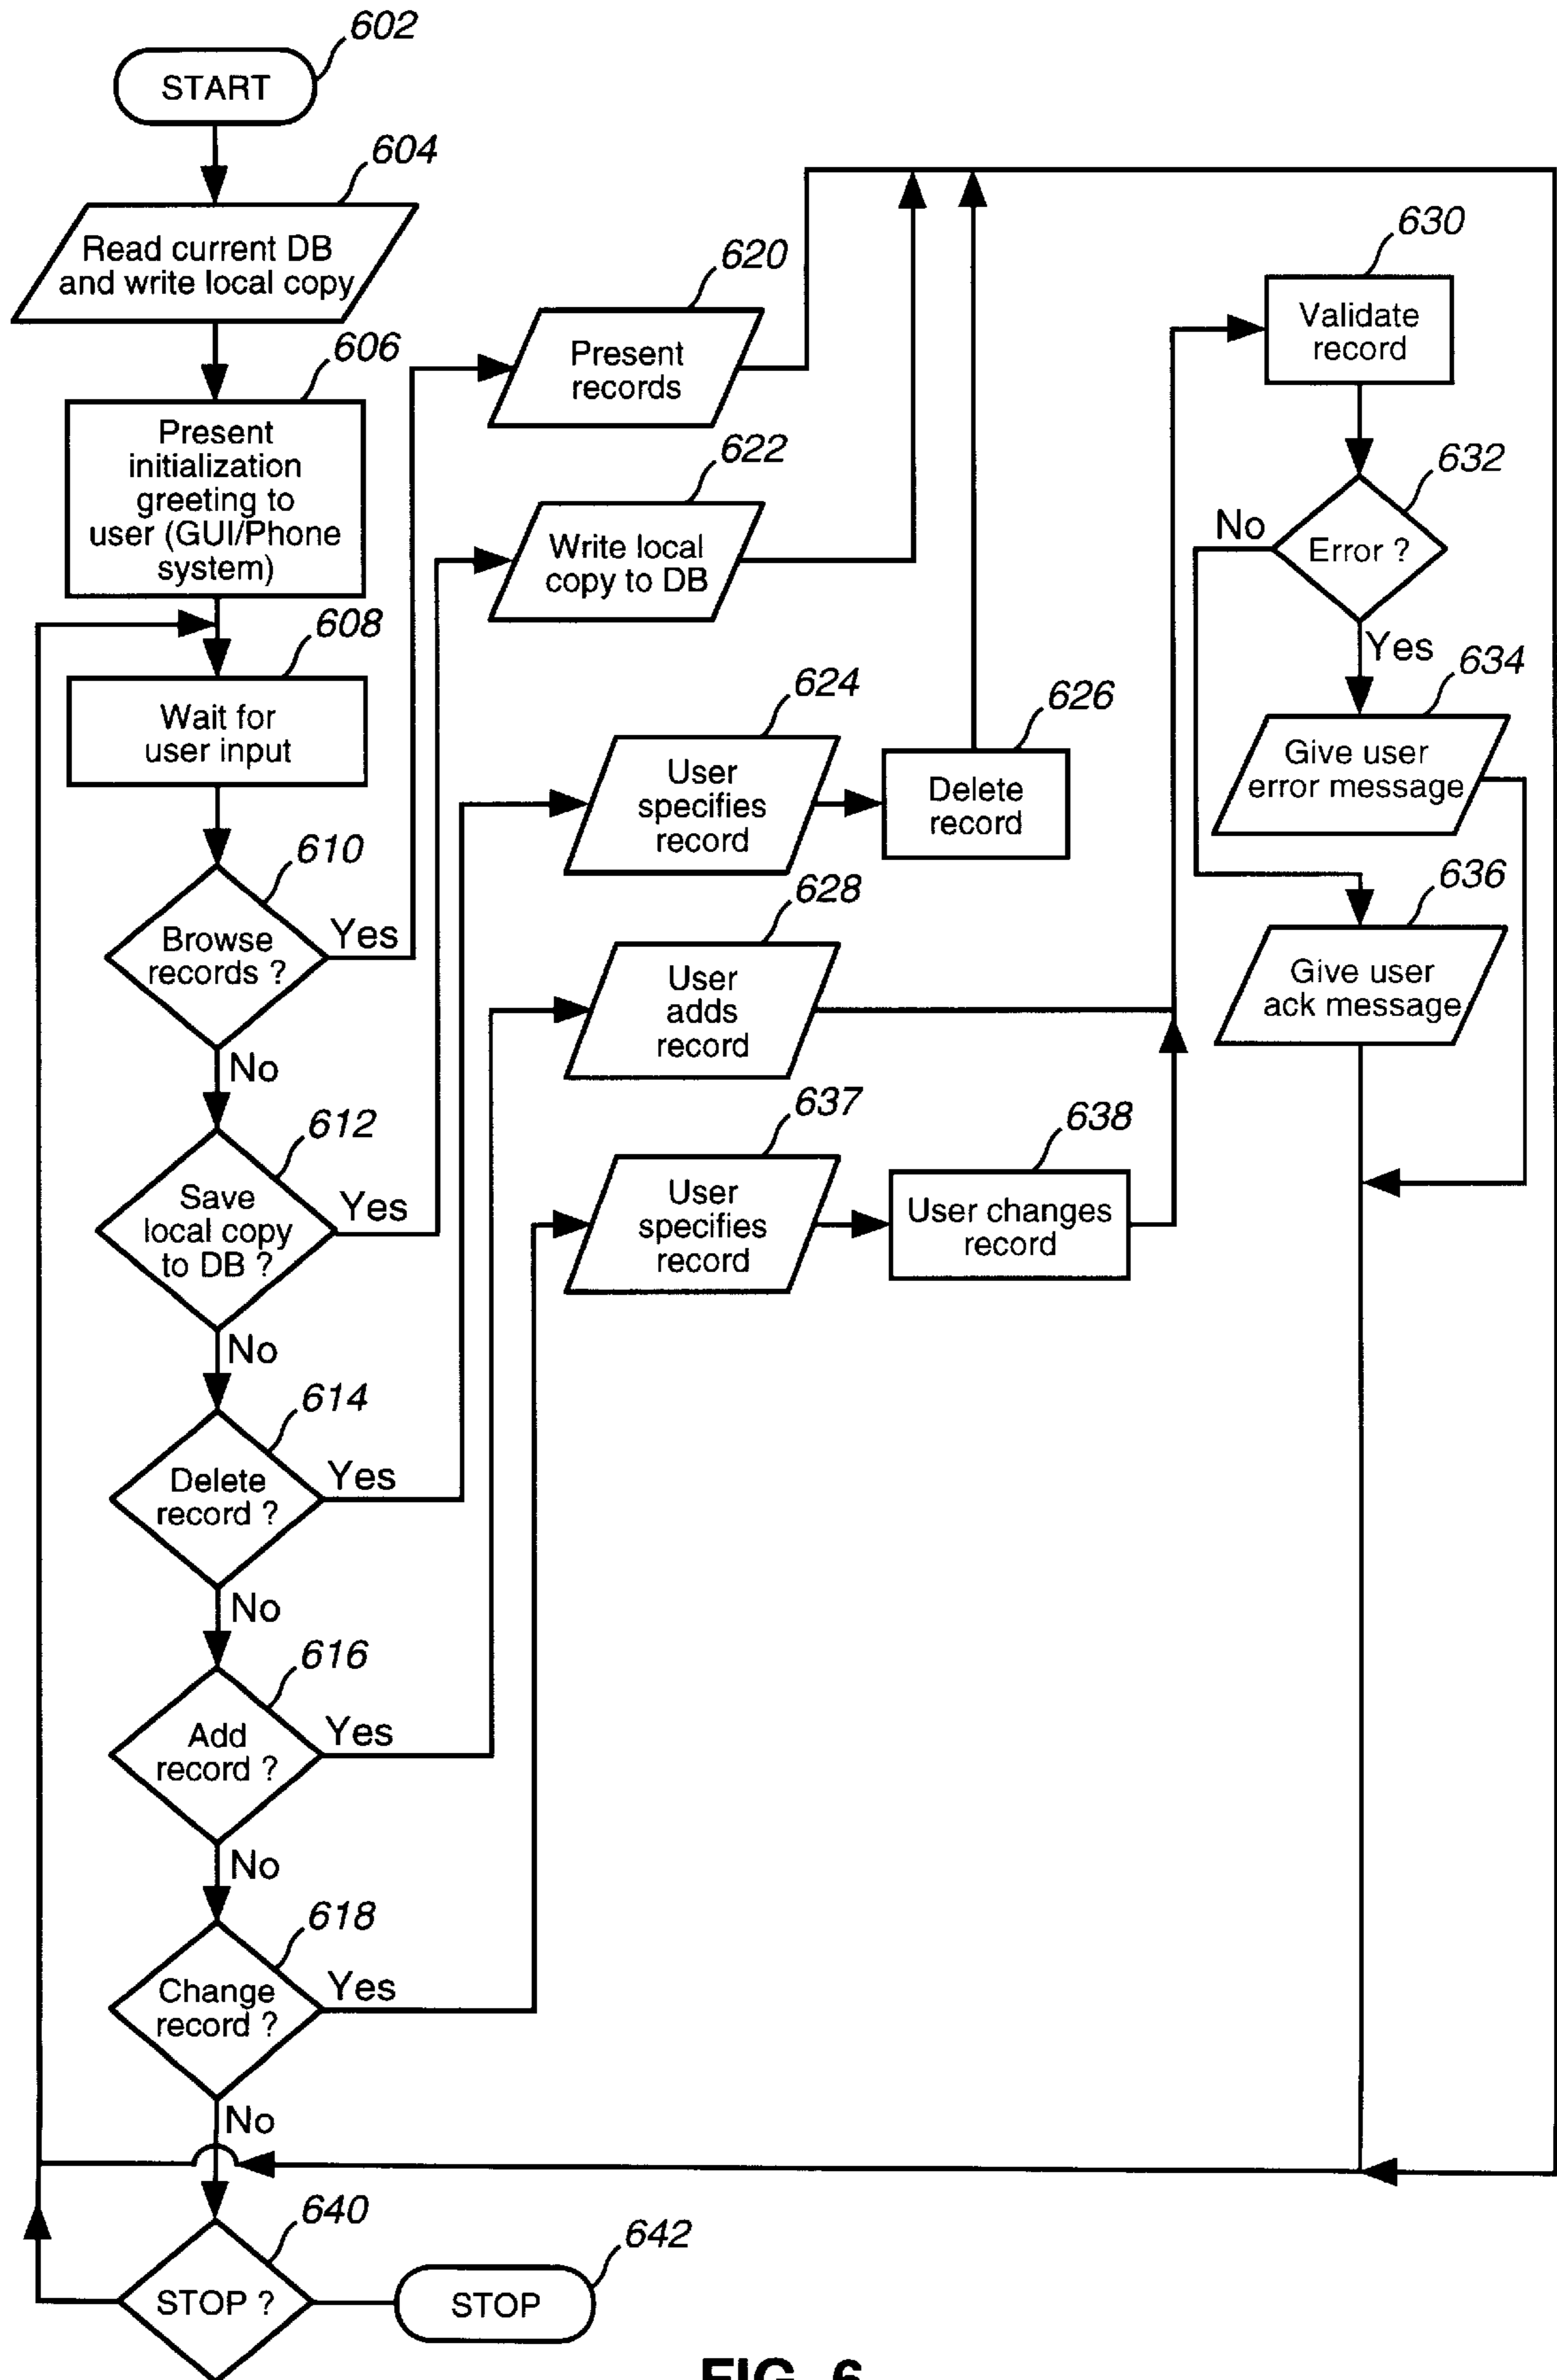 602
START
604
Read current DB
and write local copy
606
Present
initialization
greeting to
user (GUI/Phone
system)
608
Wait for
user input
610
Browse
records ?
Yes
No
612
Save
local copy
to DB ?
Yes
No
614
Delete
record ?
Yes
No
616
Add
record ?
Yes
No
618
Change
record ?
Yes
No
640
STOP ?
642
STOP
620
Present
records
622
Write local
copy to DB
624
User
specifies
record
626
Delete
record
628
User
adds
record
637
User
specifies
record
638
User changes
record
630
Validate
record
632
Error ?
No
Yes
634
Give user
error message
636
Give user
ack message
FIG. 6